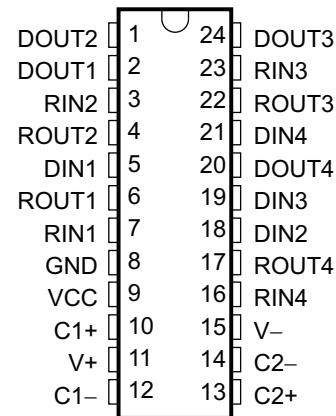 DOUT2 1 24 DOUT3
DOUT1 2 23 RIN3
RIN2 3 22 ROUT3
ROUT2 4 21 DIN4
DIN1 5 20 DOUT4
ROUT1 6 19 DIN3
RIN1 7 18 DIN2
GND 8 17 ROUT4
VCC 9 16 RIN4
C1+ 10 15 V−
V+ 11 14 C2−
C1− 12 13 C2+